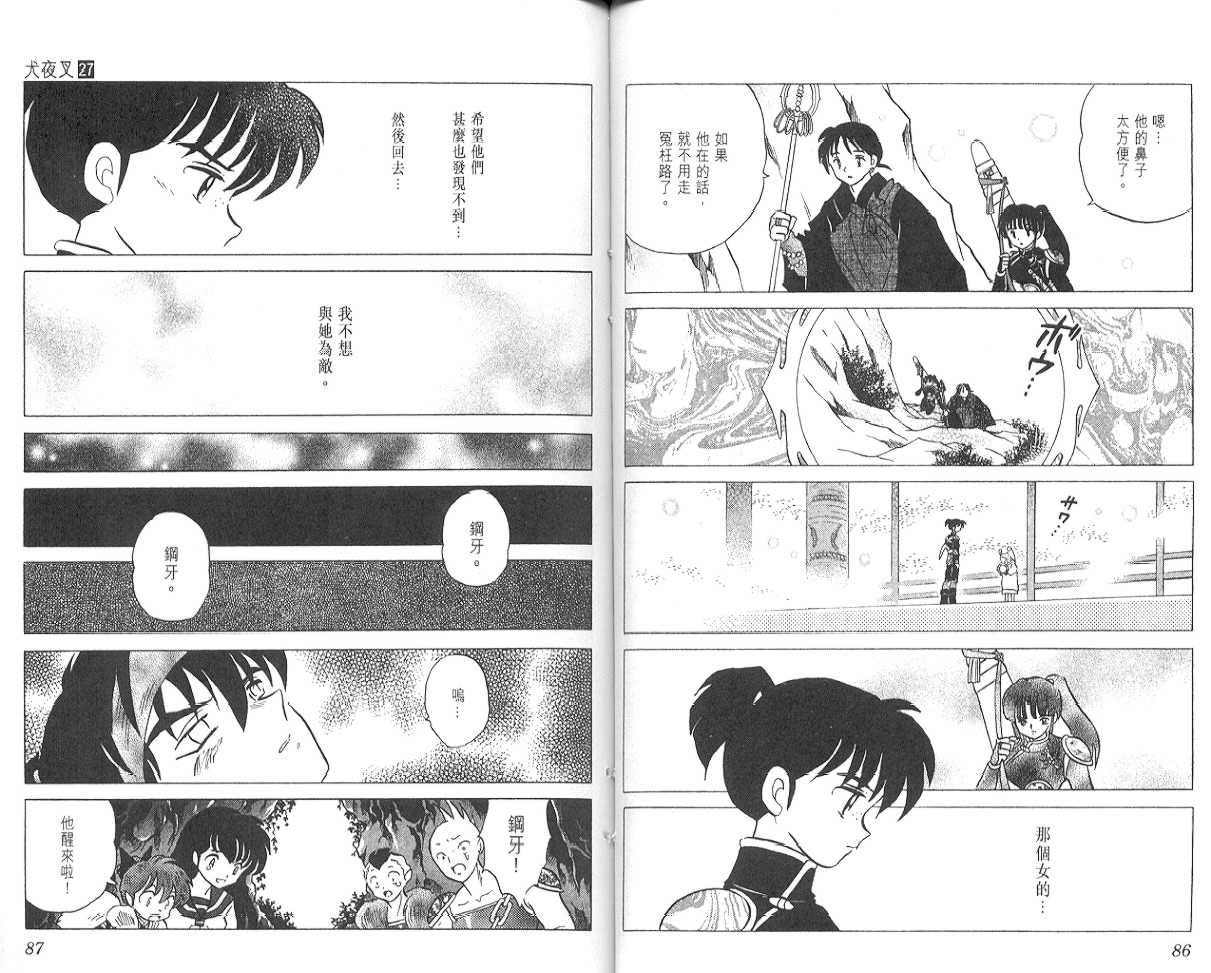 嗯…
他的鼻子
太方便了。
如果
他在的話，
就不用走
冤枉路了。
ボウ…
サワ…
那個女的…
86
犬夜叉 27
希望他們
甚麼也發現不到…
然後回去…
我不想
與她為敵。
鋼牙。
鋼牙。
嗚…
鋼牙！
他醒來啦！
87